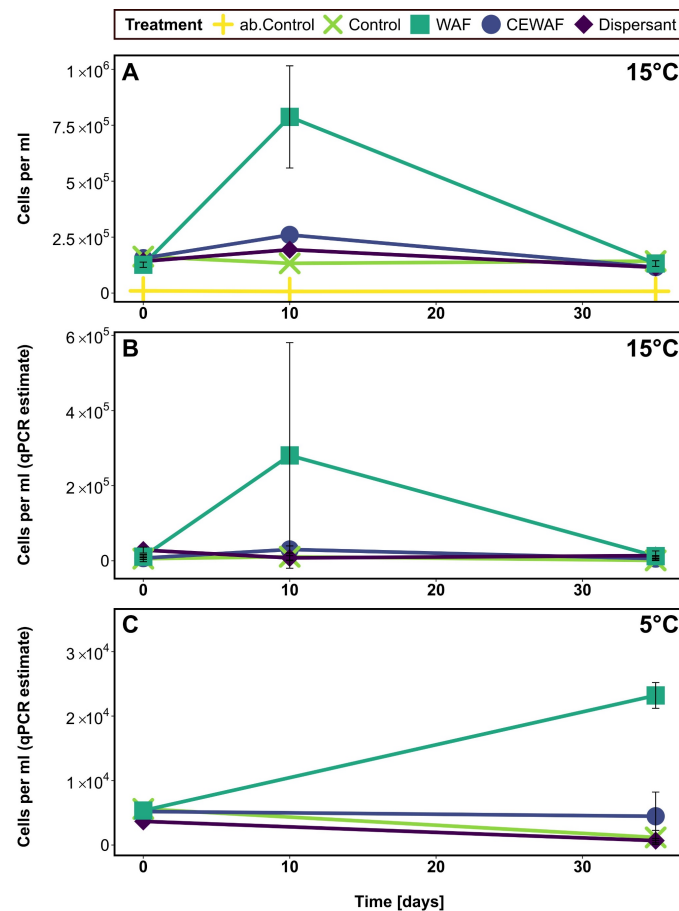 Treatment ab.Control Control WAF CEWAF Dispersant
A 15°C
Cells per ml
1×10⁶
7.5×10⁵
5×10⁵
2.5×10⁵
0
0 10 20 30
B 15°C
Cells per ml (qPCR estimate)
6×10⁵
4×10⁵
2×10⁵
0
0 10 20 30
C 5°C
Cells per ml (qPCR estimate)
3×10⁴
2×10⁴
1×10⁴
0
0 10 20 30
Time [days]